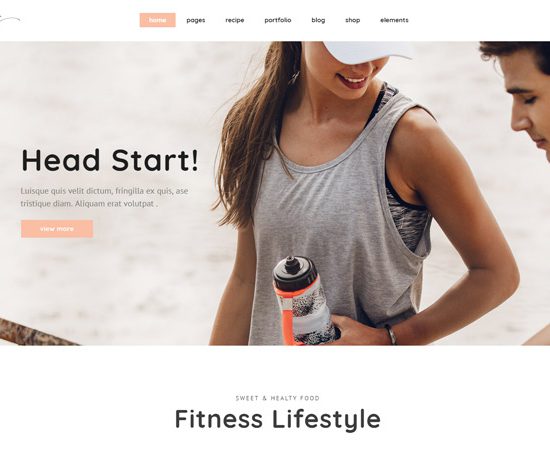 home pages recipe portfolio blog shop elements
Head Start!
Luisque quis velit dictum, fringilla ex quis, ase
tristique diam. Aliquam erat volutpat .
view more
SWEET & HEALTY FOOD
Fitness Lifestyle